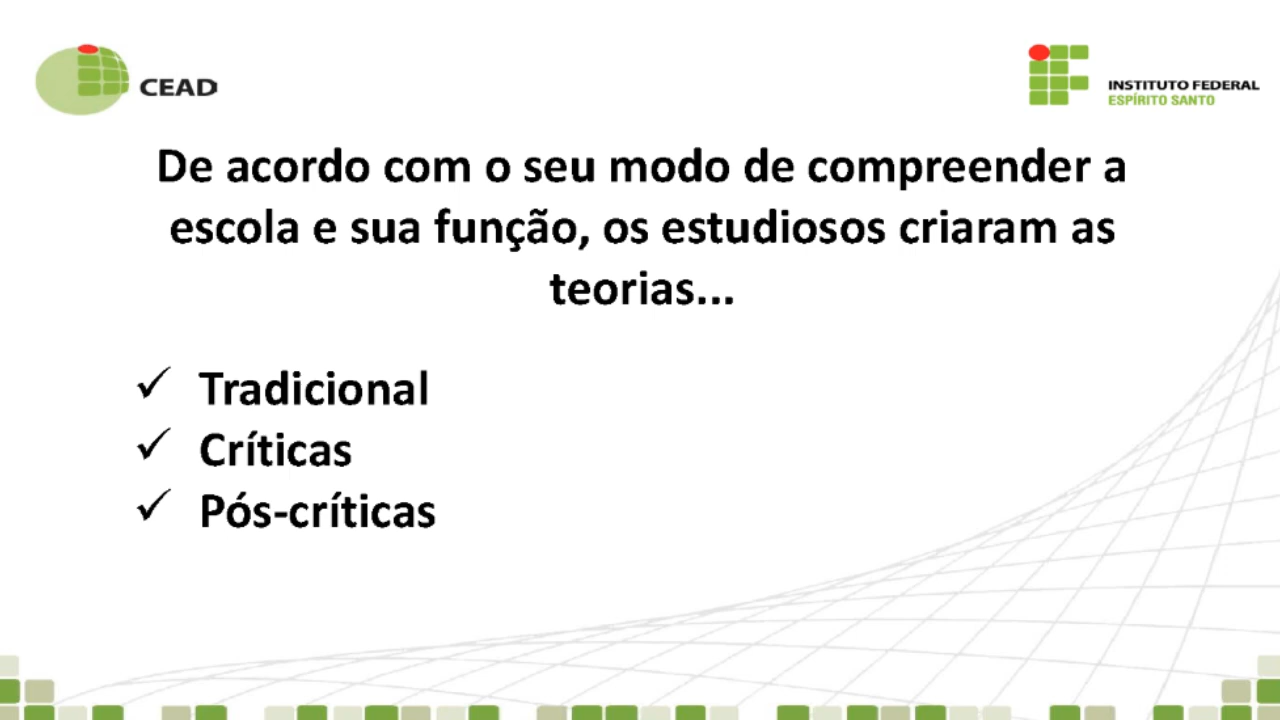 CEAD
INSTITUTO FEDERAL
ESPÍRITO SANTO
De acordo com o seu modo de compreender a
escola e sua função, os estudiosos criaram as
teorias...
✓ Tradicional
✓ Críticas
✓ Pós-críticas